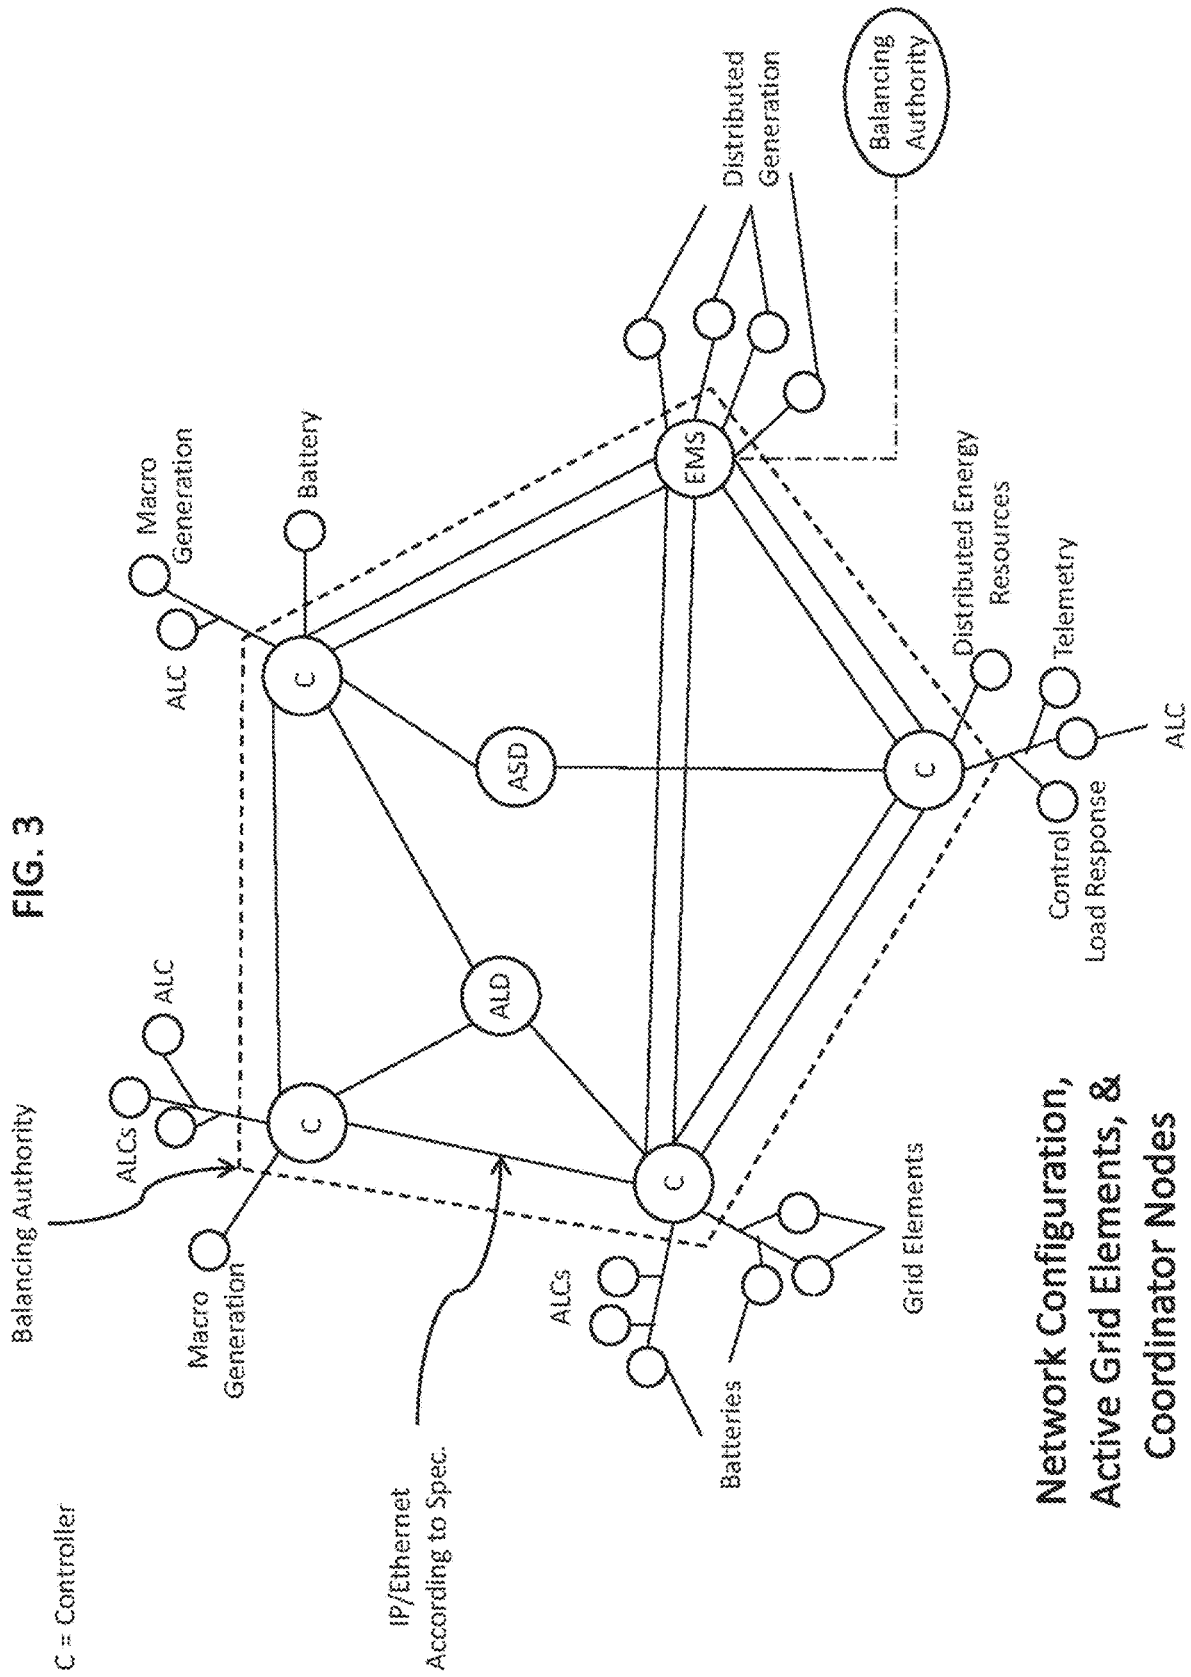 FIG. 3
C = Controller
Balancing Authority
IP/Ethernet
According to Spec.
Macro
Generation
ALCs
ALC
ALC
Macro
Generation
Battery
C
C
ALD
ASD
C
EMS
C
ALCs
Batteries
Grid Elements
Distributed
Generation
Balancing
Authority
Distributed Energy
Resources
Telemetry
ALC
Control
Load Response
Network Configuration,
Active Grid Elements, &
Coordinator Nodes